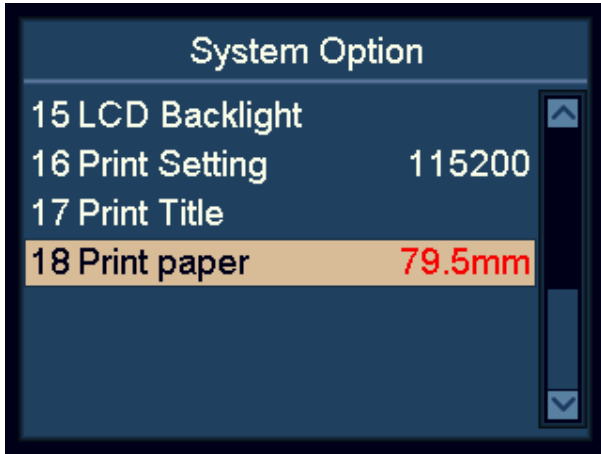 System Option
15 LCD Backlight
16 Print Setting 115200
17 Print Title
18 Print paper 79.5mm